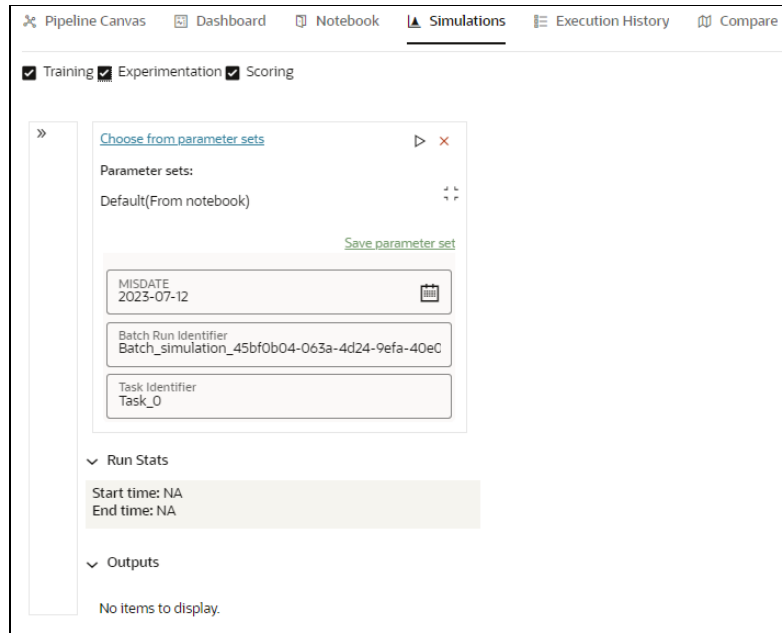 Pipeline Canvas Dashboard Notebook Simulations Execution History Compare
Training Experimentation Scoring
Choose from parameter sets
Parameter sets:
Default(From notebook)
Save parameter set
MISDATE
2023-07-12
Batch Run Identifier
Batch_simulation_45bf0b04-063a-4d24-9efa-40e0
Task Identifier
Task_0
Run Stats
Start time: NA
End time: NA
Outputs
No items to display.